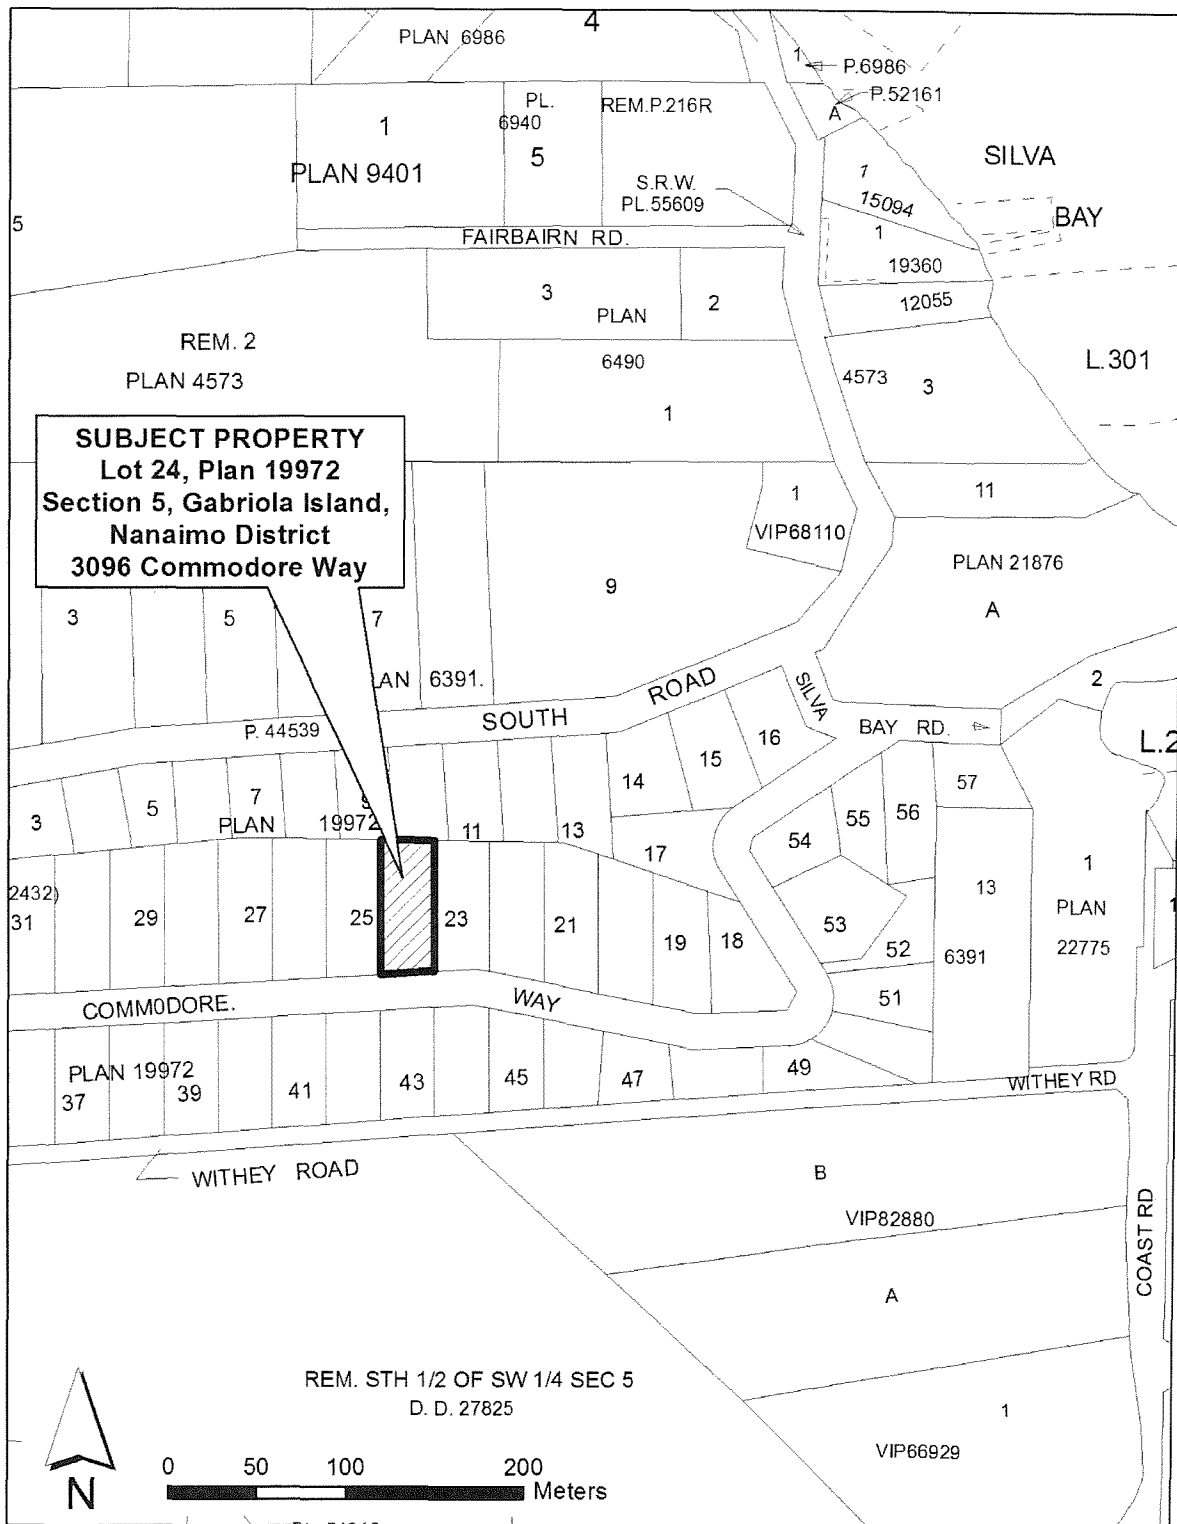 4
PLAN 6986
1
P.6986
P.52161
A
PL.
6940
5
REM.P.216R
1
PLAN 9401
SILVA
BAY
1
15094
S.R.W.
PL.55609
5
1
19360
FAIRBAIRN RD.
12055
3
PLAN
2
REM. 2
PLAN 4573
6490
1
4573
3
L.301
SUBJECT PROPERTY
Lot 24, Plan 19972
Section 5, Gabriola Island,
Nanaimo District
3096 Commodore Way
1
VIP68110
11
PLAN 21876
A
9
3
5
7
LAN 6391.
2
P. 44539
SOUTH ROAD
SILVA
BAY RD.
L.2
16
15
14
57
56
55
54
3
5
7
9
PLAN 19972
11
13
17
13
1
PLAN
22775
1
2432)
31
29
27
25
23
21
19
18
53
52
6391
51
COMMODORE.
WAY
PLAN 19972
37
39
41
43
45
47
49
WITHEY RD
WITHEY ROAD
B
VIP82880
COAST RD
A
REM. STH 1/2 OF SW 1/4 SEC 5
D. D. 27825
1
VIP66929
N
0 50 100 200
Meters